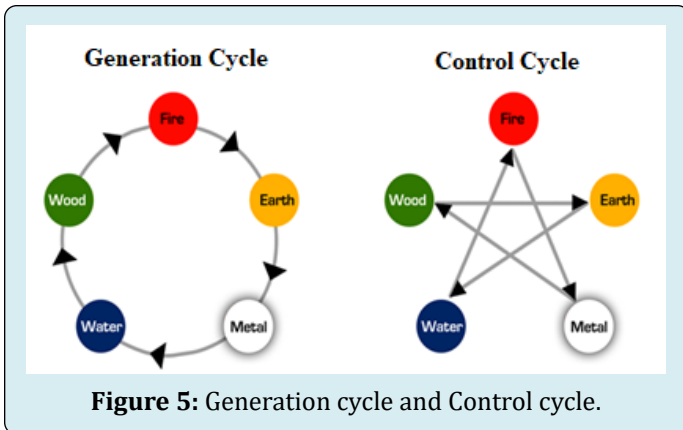 Generation Cycle
Control Cycle
Fire
Fire
Wood
Earth
Wood
Earth
Water
Metal
Water
Metal
Figure 5: Generation cycle and Control cycle.